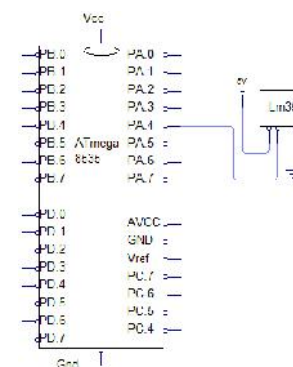 Vcc
PB.0 PA.0
PB.1 PA.1
PB.2 PA.2
PB.3 PA.3
PB.4 PA.4
PB.5 ATmega PA.5
PB.6 8535 PA.6
PB.7 PA.7
PD.0
PD.1 AVCC
PD.2 GND
PD.3 Vref
PD.4 PC.7
PD.5 PC.6
PD.6 PC.5
PD.7 PC.4
Gnd